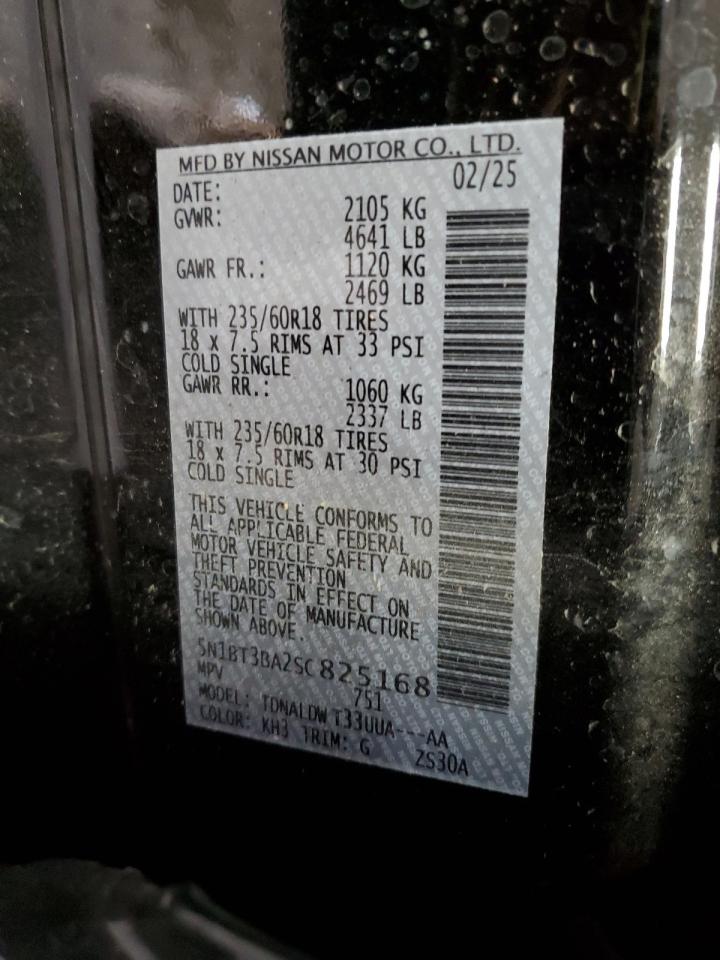 MFD BY NISSAN MOTOR CO., LTD.
DATE: 02/25
GVWR: 2105 KG
4641 LB
GAWR FR.: 1120 KG
2469 LB
WITH 235/60R18 TIRES
18 x 7.5 RIMS AT 33 PSI
COLD SINGLE
GAWR RR.: 1060 KG
2337 LB
WITH 235/60R18 TIRES
18 x 7.5 RIMS AT 30 PSI
COLD SINGLE
THIS VEHICLE CONFORMS TO
ALL APPLICABLE FEDERAL
MOTOR VEHICLE SAFETY AND
THEFT PREVENTION
STANDARDS IN EFFECT ON
THE DATE OF MANUFACTURE
SHOWN ABOVE.
5N1BT3BA2SC825168
MPV 751
MODEL: TDNALDW T33UUA---AA
COLOR: KH3 TRIM: G ZS30A